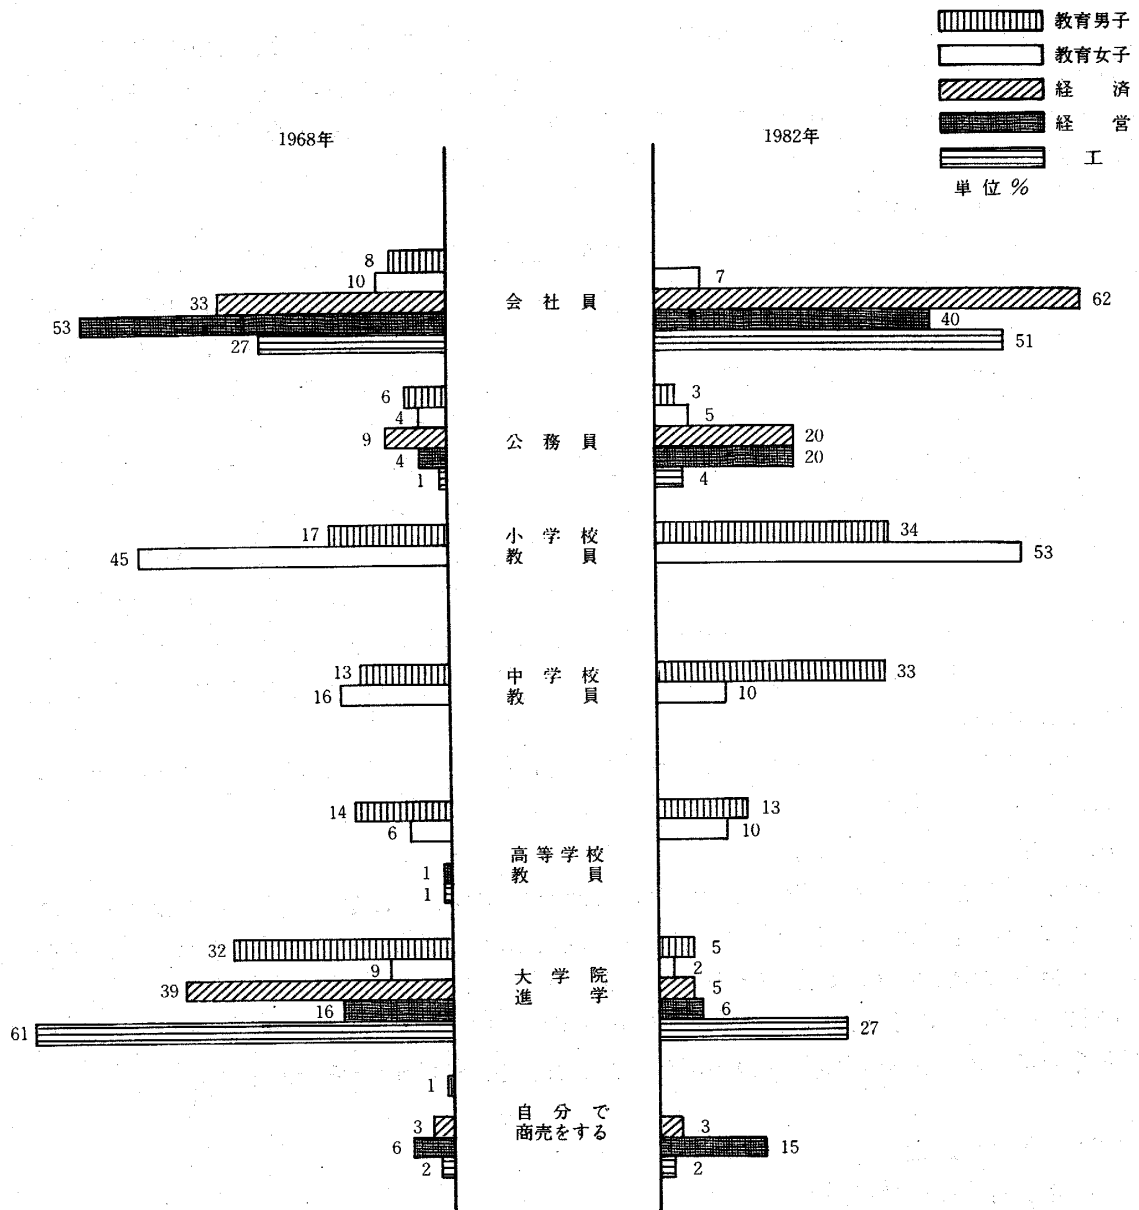 教育男子
教育女子
経済
経営
工
単位 %
1968年
1982年
8
10
33
53
27
会社員
7
62
40
51
6
4
9
4
1
公務員
3
5
20
20
4
17
45
小学校
教員
34
53
13
16
中学校
教員
33
10
14
6
1
1
高等学校
教員
13
10
32
9
39
16
61
大学院
進学
5
2
5
6
27
1
3
6
2
自分で
商売をする
3
15
2